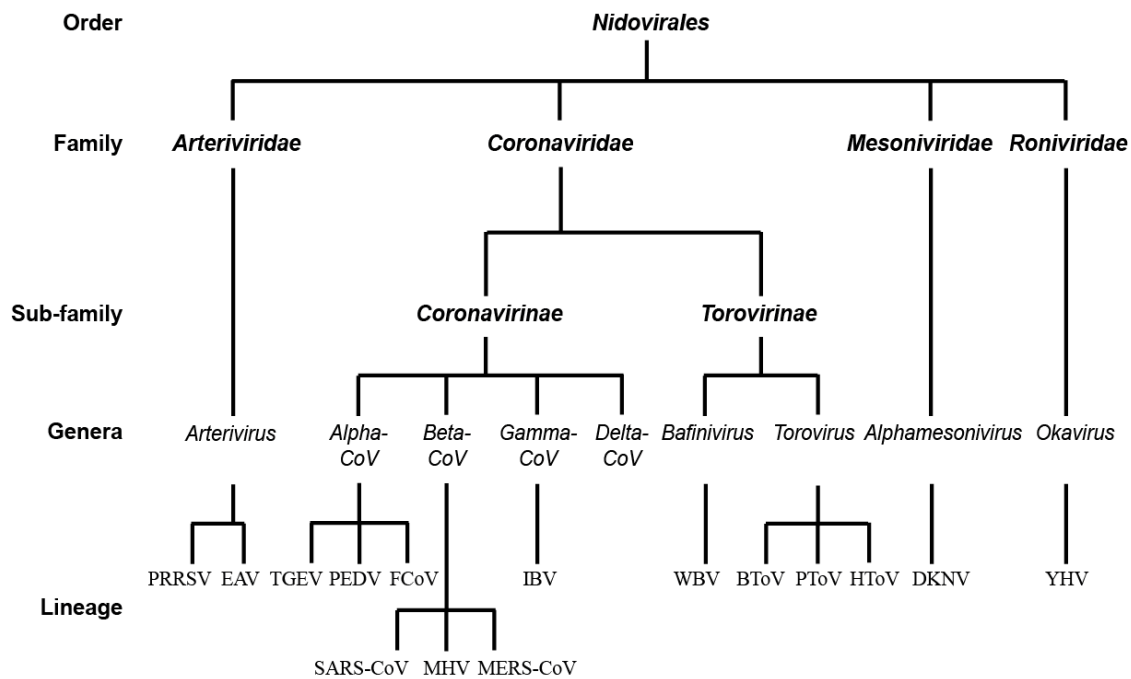 Order Nidovirales
Family Arteriviridae Coronaviridae Mesoniviridae Roniviridae
Sub-family Coronavirinae Torovirinae
Genera Arterivirus Alpha- Beta- Gamma- Delta- Bafinivirus Torovirus Alphamesonivirus Okavirus
CoV CoV CoV CoV
PRRSV EAV TGEV PEDV FCoV IBV WBV BToV PToV HToV DKNV YHV
Lineage
SARS-CoV MHV MERS-CoV